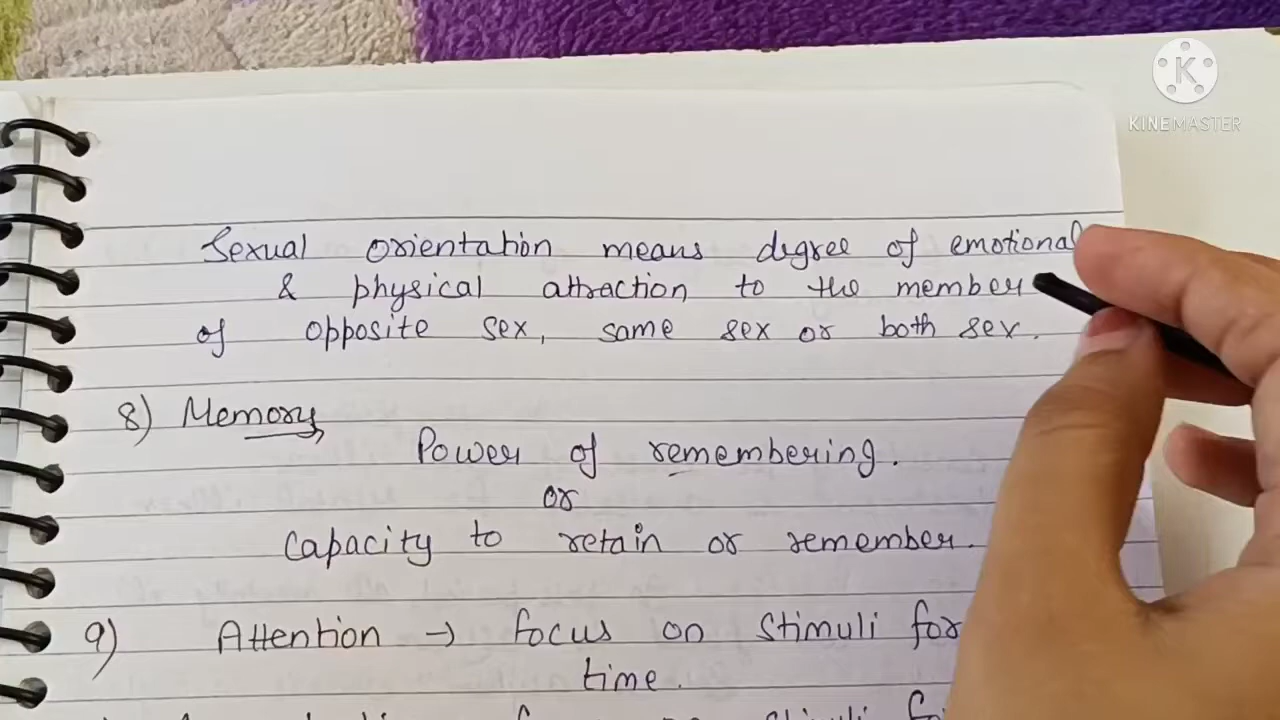 KINEMASTER
Sexual orientation means degree of emotional
& physical attraction to the member
of opposite sex, same sex or both sex.
8) Memory
Power of remembering.
or
Capacity to retain or remember.
9) Attention → focus on stimuli for
time.